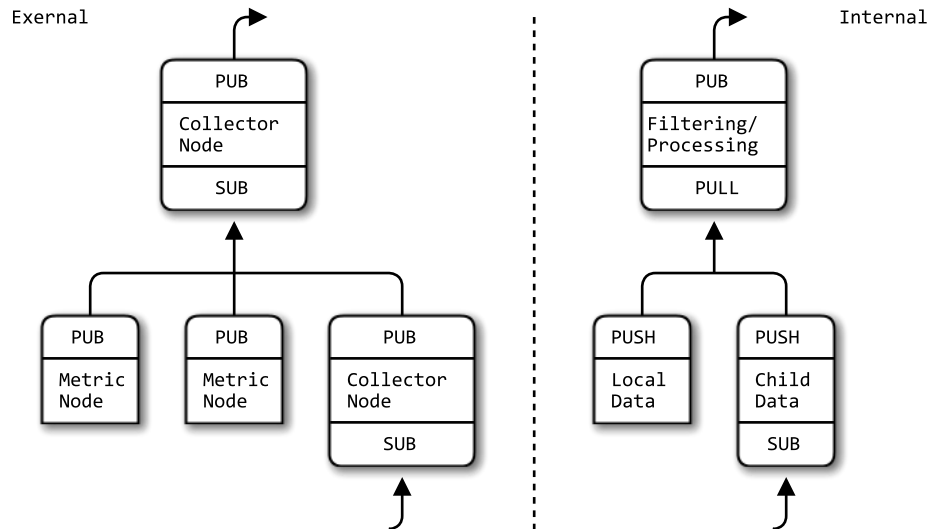 Exernal
Internal
PUB
Collector
Node
SUB
PUB
Metric
Node
PUB
Metric
Node
PUB
Collector
Node
SUB
PUB
Filtering/
Processing
PULL
PUSH
Local
Data
PUSH
Child
Data
SUB